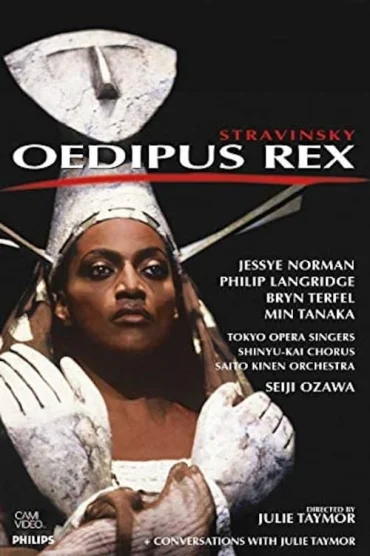 STRAVINSKY
OEDIPUS REX
JESSYE NORMAN
PHILIP LANGRIDGE
BRYN TERFEL
MIN TANAKA
TOKYO OPERA SINGERS
SHINYU-KAI CHORUS
SAITO KINEN ORCHESTRA
SEIJI OZAWA
DIRECTED BY
JULIE TAYMOR
CAMI
VIDEO
PHILIPS
+ CONVERSATIONS WITH JULIE TAYMOR